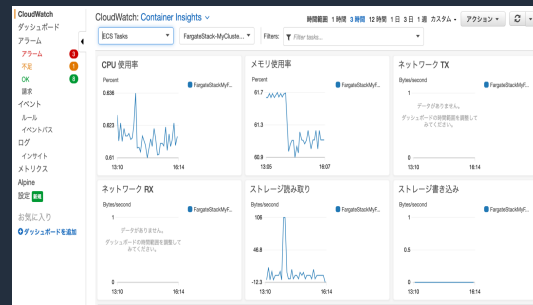 CloudWatch
ダッシュボード
アラーム
アラーム 3
不足 1
OK 8
請求
イベント
ルール
イベントバス
ログ
インサイト
メトリクス
Alpine
設定 新規
お気に入り
ダッシュボードを追加
CloudWatch: Container Insights
時間範囲 1時間 3時間 12時間 1日 3日 1週 カスタム
アクション
ECS Tasks
FargateStack-MyCluste...
Filters: Filter tasks...
CPU 使用率
Percent
0.836
0.823
0.81
13:10 16:14
FargateStackMyF...
メモリ使用率
Percent
61.7
61.3
60.9
13:05 16:07
FargateStackMyF...
ネットワーク TX
Bytes/second
1
データがありません。
ダッシュボードの時間範囲を調整して
みてください。
0
13:10 16:14
FargateStackMyF...
ネットワーク RX
Bytes/second
1
データがありません。
ダッシュボードの時間範囲を調整して
みてください。
0
13:10 16:14
FargateStackMyF...
ストレージ読み取り
Bytes/second
106
46.8
-12.3
13:10 16:14
FargateStackMyF...
ストレージ書き込み
Bytes/second
1
0.5
0
13:10 16:14
FargateStackMyF...